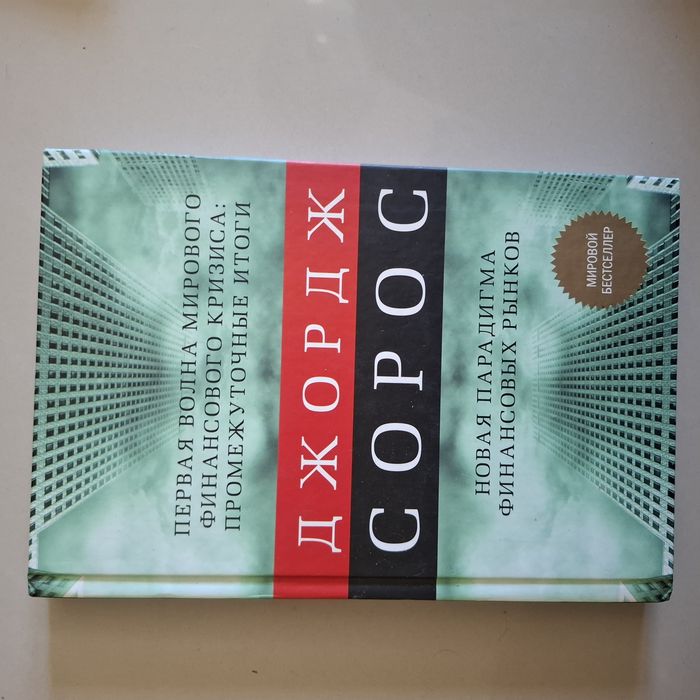 ПЕРВАЯ ВОЛНА МИРОВОГО
ФИНАНСОВОГО КРИЗИСА:
ПРОМЕЖУТОЧНЫЕ ИТОГИ
ДЖОРДЖ
СОРОС
НОВАЯ ПАРАДИГМА
ФИНАНСОВЫХ РЫНКОВ
МИРОВОЙ
БЕСТСЕЛЛЕР